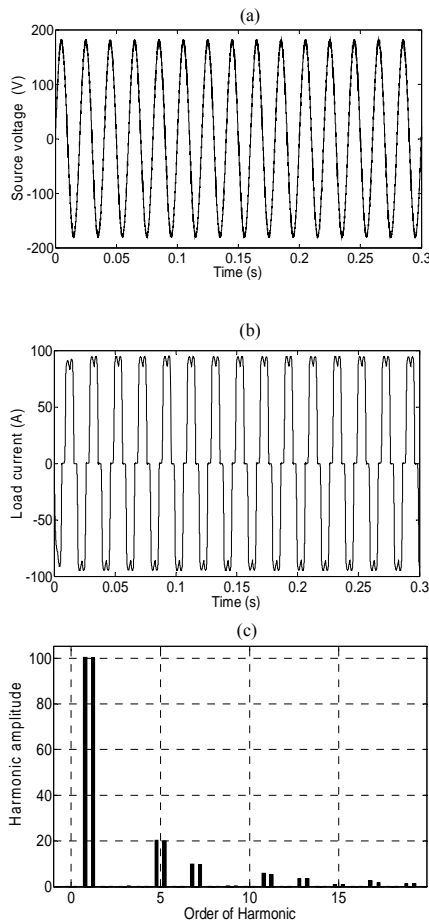 (a)
200
100
0
-100
-200
Source voltage (V)
0 0.05 0.1 0.15 0.2 0.25 0.3
Time (s)
(b)
100
50
0
-50
-100
Load current (A)
0 0.05 0.1 0.15 0.2 0.25 0.3
Time (s)
(c)
100
80
60
40
20
0
Harmonic amplitude
0 5 10 15
Order of Harmonic